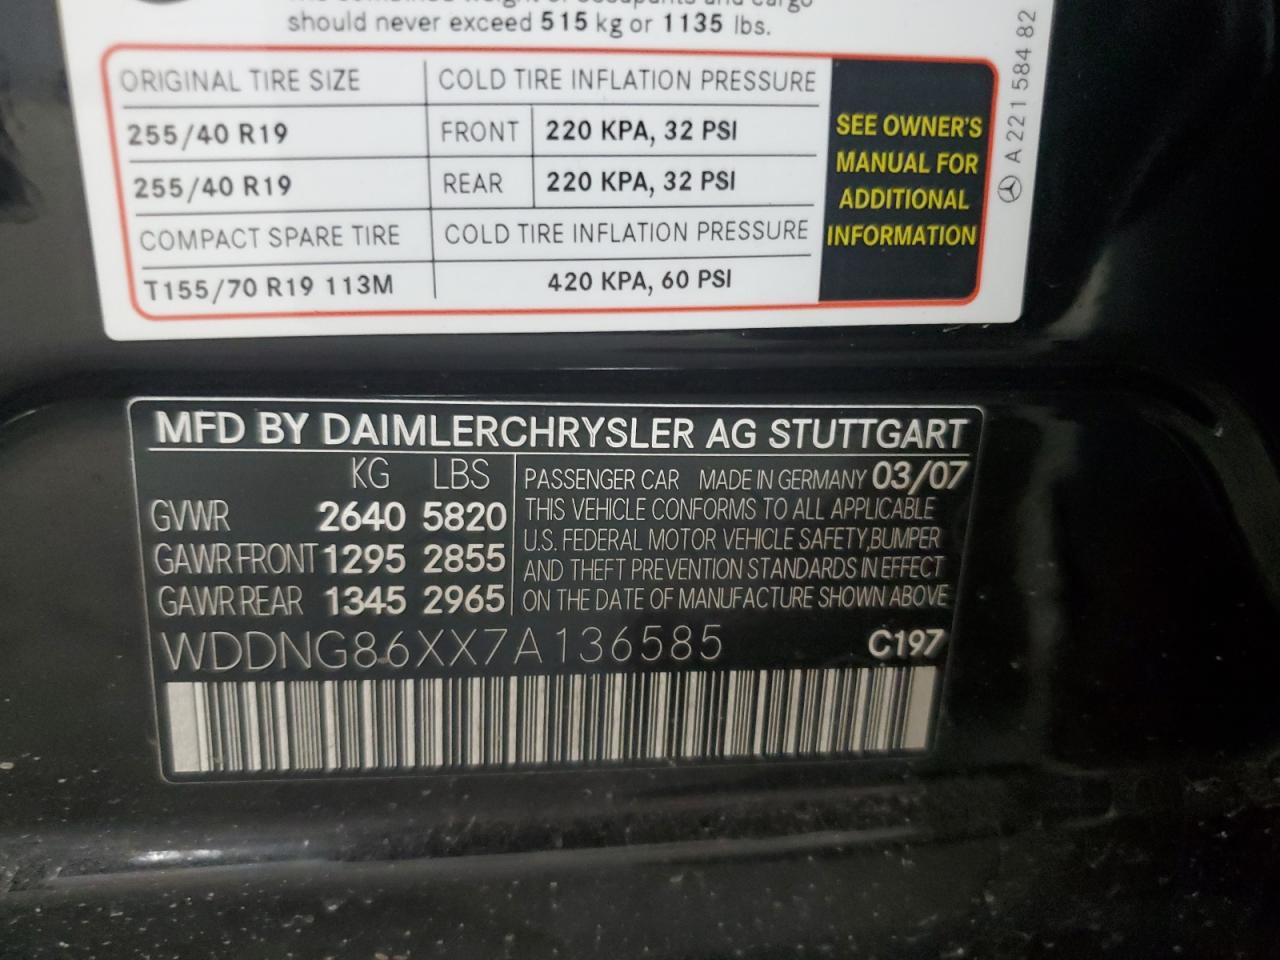 should never exceed 515 kg or 1135 lbs.
ORIGINAL TIRE SIZE COLD TIRE INFLATION PRESSURE
255/40 R19 FRONT 220 KPA, 32 PSI
255/40 R19 REAR 220 KPA, 32 PSI
COMPACT SPARE TIRE COLD TIRE INFLATION PRESSURE
T155/70 R19 113M 420 KPA, 60 PSI
SEE OWNER'S
MANUAL FOR
ADDITIONAL
INFORMATION
A 221 584 82
MFD BY DAIMLERCHRYSLER AG STUTTGART
KG LBS
GVWR 2640 5820
GAWR FRONT 1295 2855
GAWR REAR 1345 2965
PASSENGER CAR MADE IN GERMANY 03/07
THIS VEHICLE CONFORMS TO ALL APPLICABLE
U.S. FEDERAL MOTOR VEHICLE SAFETY,BUMPER
AND THEFT PREVENTION STANDARDS IN EFFECT
ON THE DATE OF MANUFACTURE SHOWN ABOVE
WDDNG86XX7A136585 C197